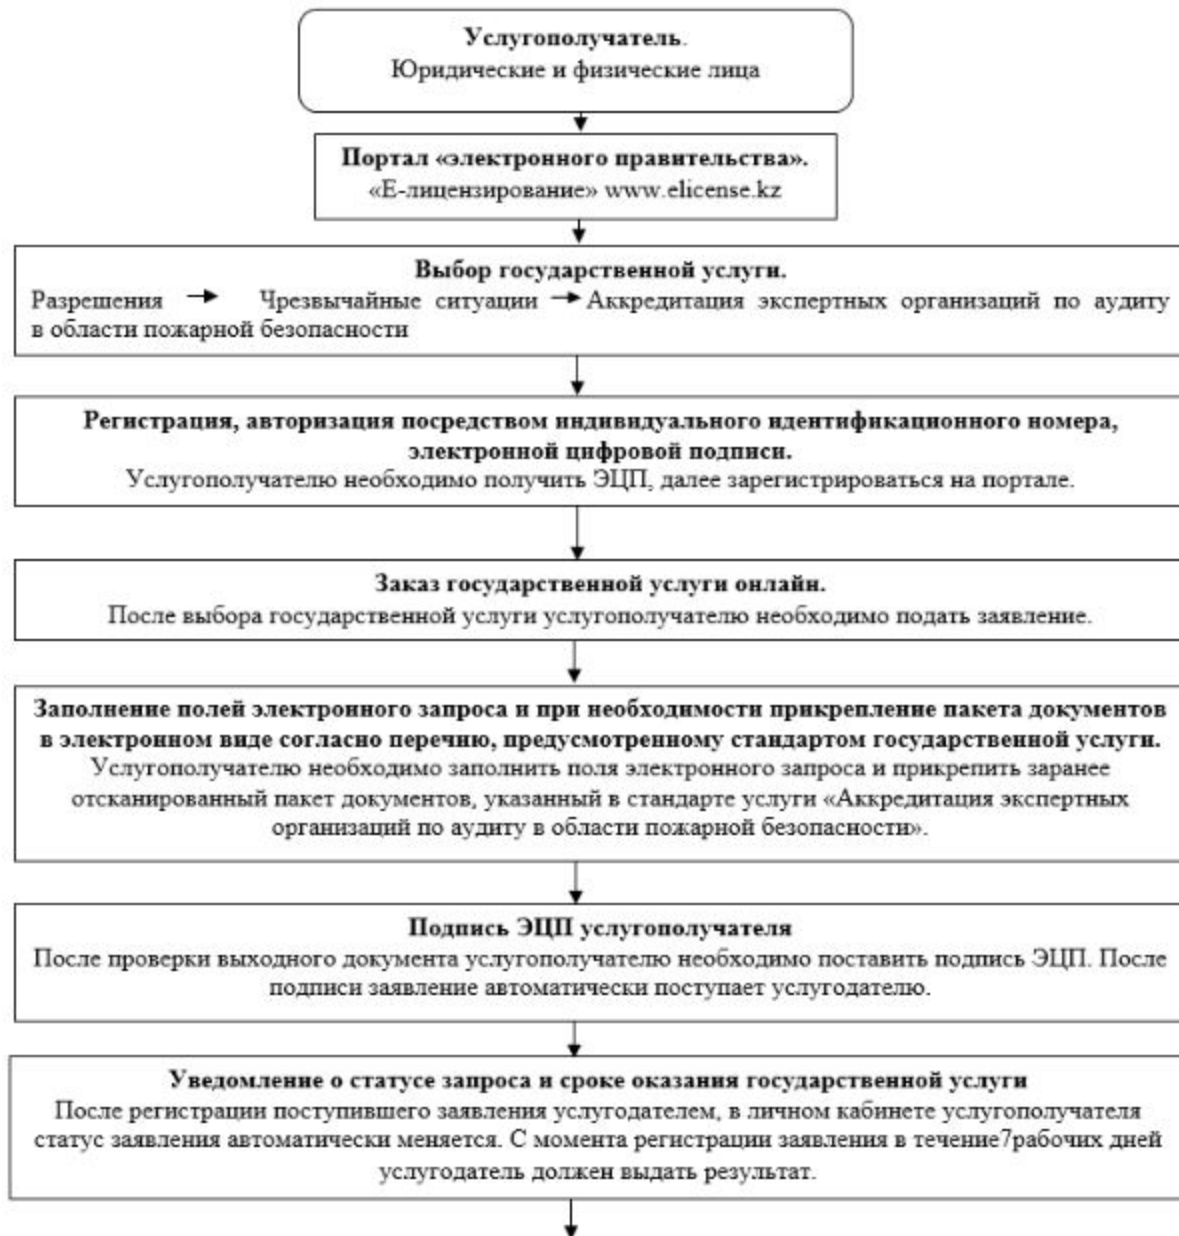 Услугополучатель.
Юридические и физические лица
Портал «электронного правительства».
«Е-лицензирование» www.elicense.kz
Выбор государственной услуги.
Разрешения → Чрезвычайные ситуации → Аккредитация экспертных организаций по аудиту
в области пожарной безопасности
Регистрация, авторизация посредством индивидуального идентификационного номера,
электронной цифровой подписи.
Услугополучателю необходимо получить ЭЦП, далее зарегистрироваться на портале.
Заказ государственной услуги онлайн.
После выбора государственной услуги услугополучателю необходимо подать заявление.
Заполнение полей электронного запроса и при необходимости прикрепление пакета документов
в электронном виде согласно перечню, предусмотренному стандартом государственной услуги.
Услугополучателю необходимо заполнить поля электронного запроса и прикрепить заранее
отсканированный пакет документов, указанный в стандарте услуги «Аккредитация экспертных
организаций по аудиту в области пожарной безопасности».
Подпись ЭЦП услугополучателя
После проверки выходного документа услугополучателю необходимо поставить подпись ЭЦП. После
подписи заявление автоматически поступает услугодателю.
Уведомление о статусе запроса и сроке оказания государственной услуги
После регистрации поступившего заявления услугодателем, в личном кабинете услугополучателя
статус заявления автоматически меняется. С момента регистрации заявления в течение7рабочих дней
услугодатель должен выдать результат.